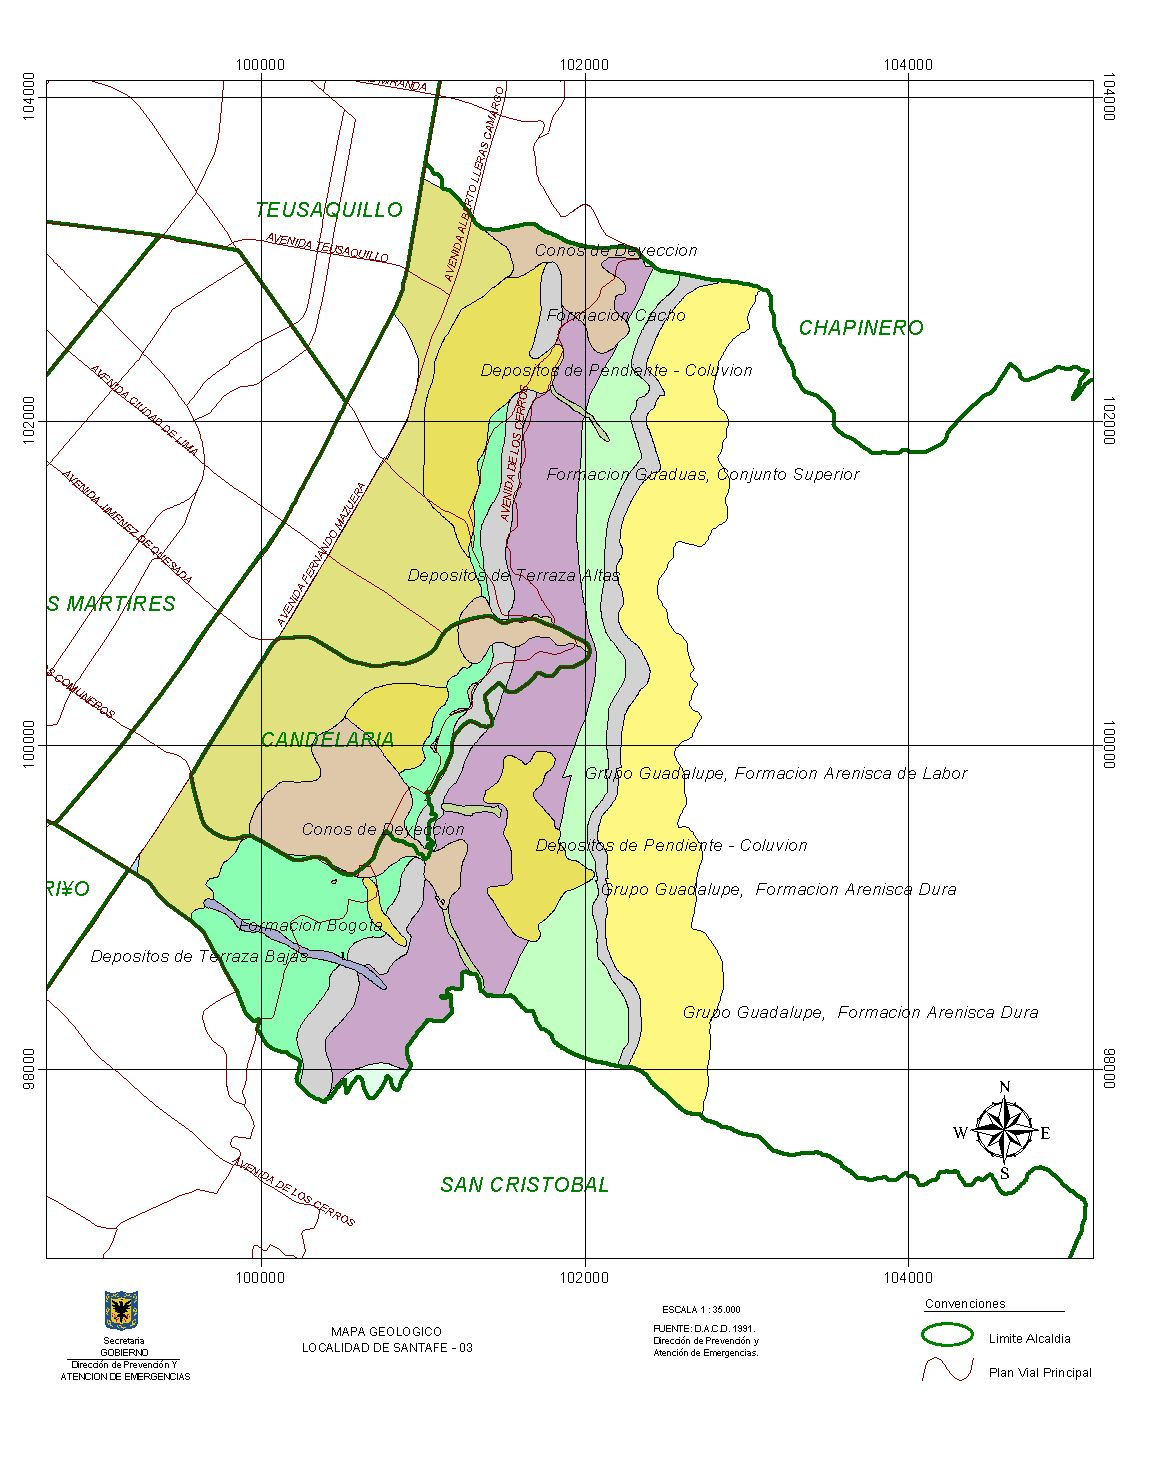 100000
102000
104000
104000
104000
MIRANDA
AVENIDA ALBERTO LLERAS CAMARGO
TEUSAQUILLO
AVENIDA TEUSAQUILLO
Conos de Deyeccion
Formacion Cacho
CHAPINERO
Depositos de Pendiente - Coluvion
AVENIDA CIUDAD DE LIMA
AVENIDA DE LOS CERROS
102000
102000
Formacion Guaduas, Conjunto Superior
AVENIDA JIMENEZ DE QUESADA
AVENIDA FERNANDO MAZUERA
Depositos de Terraza Altas
S MARTIRES
AS COMUNEROS
CANDELARIA
100000
100000
Grupo Guadalupe, Formacion Arenisca de Labor
Conos de Deyeccion
Depositos de Pendiente - Coluvion
RI¥O
Grupo Guadalupe, Formacion Arenisca Dura
Formacion Bogota
Depositos de Terraza Bajas
Grupo Guadalupe, Formacion Arenisca Dura
98000
98000
N
W E
S
AVENIDA DE LOS CERROS
SAN CRISTOBAL
100000
102000
104000
Secretaria
GOBIERNO
Dirección de Prevención Y
ATENCION DE EMERGENCIAS
MAPA GEOLOGICO
LOCALIDAD DE SANTAFE - 03
ESCALA 1 : 35.000
FUENTE: D.A.C.D. 1991.
Dirección de Prevención y
Atención de Emergencias.
Convenciones
Limite Alcaldia
Plan Vial Principal